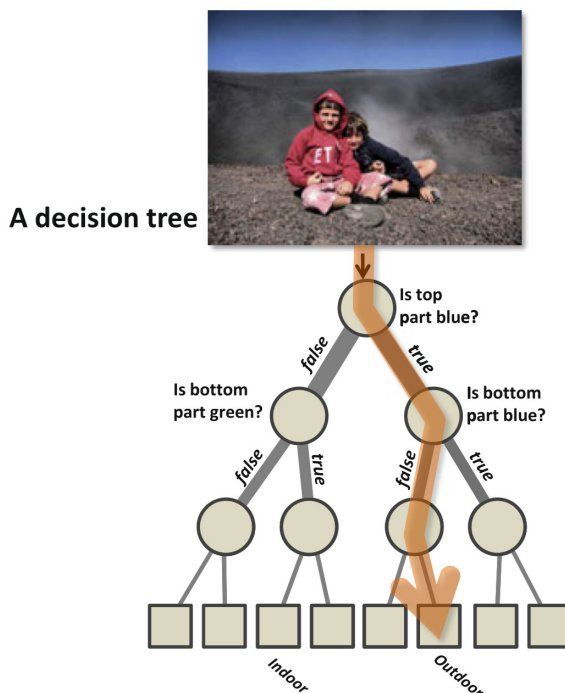 ET
A decision tree
Is top
part blue?
false
true
Is bottom
part green?
Is bottom
part blue?
false
true
false
true
Indoor
Outdoor